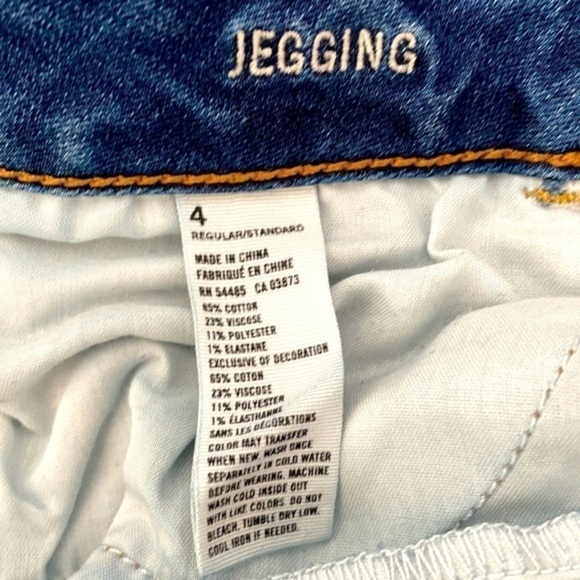 JEGGING
4
REGULAR/STANDARD
MADE IN CHINA
FABRIQUÉ EN CHINE
RN 54485 CA 03873
65% COTTON
23% VISCOSE
11% POLYESTER
1% ELASTANE
EXCLUSIVE OF DECORATION
65% COTON
23% VISCOSE
11% POLYESTER
1% ÉLASTHANNE
SANS LES DÉCORATIONS
COLOR MAY TRANSFER
WHEN NEW. WASH ONCE
SEPARATELY IN COLD WATER
BEFORE WEARING. MACHINE
WASH COLD INSIDE OUT
WITH LIKE COLORS. DO NOT
BLEACH. TUMBLE DRY LOW.
COOL IRON IF NEEDED.